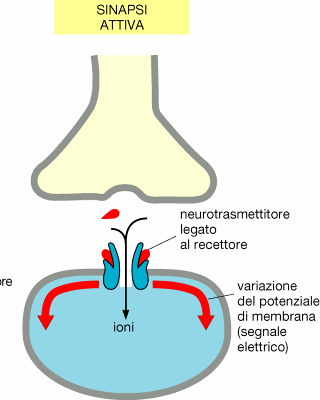 SINAPSI
ATTIVA
neurotrasmettitore
legato
al recettore
variazione
del potenziale
di membrana
(segnale
elettrico)
ioni